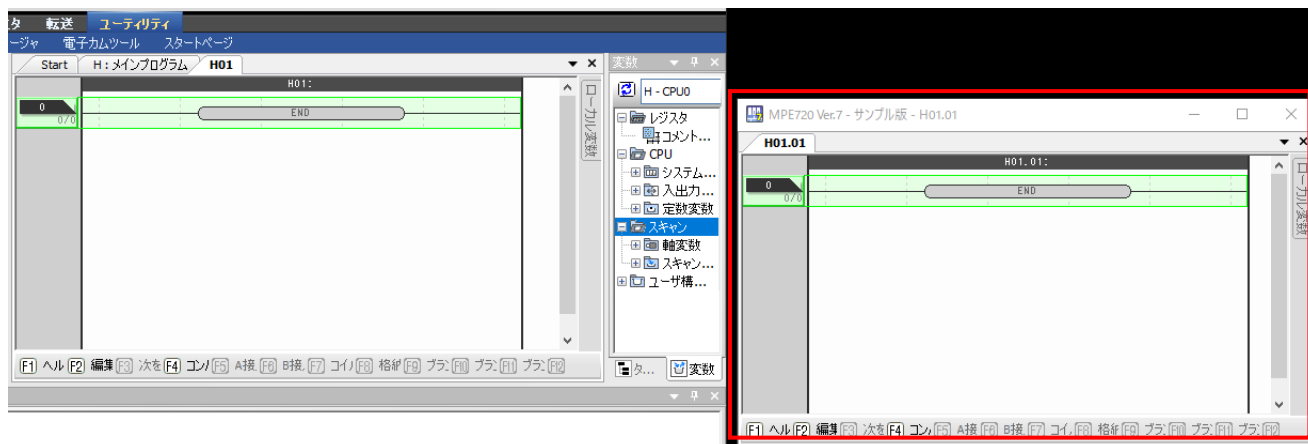 タ 転送 ユーティリティ
ージャ 電子カムツール スタートページ
Start H : メインプログラム H01
H01:
0
0/0
END
ローカル変数
変数
H - CPU0
レジスタ
コメント...
CPU
システム...
入出力...
定数変数
スキャン
軸変数
スキャン...
ユーザ構...
F1 ヘル F2 編集 F3 次を F4 コン F5 A接 F6 B接 F7 コイ F8 格納 F9 ブラ F10 ブラ F11 ブラ F12
タ... 変数
MPE720 Ver.7 - サンプル版 - H01.01
H01.01
H01.01:
0
0/0
END
ローカル変数
F1 ヘル F2 編集 F3 次を F4 コン F5 A接 F6 B接 F7 コイ F8 格納 F9 ブラ F10 ブラ F11 ブラ F12